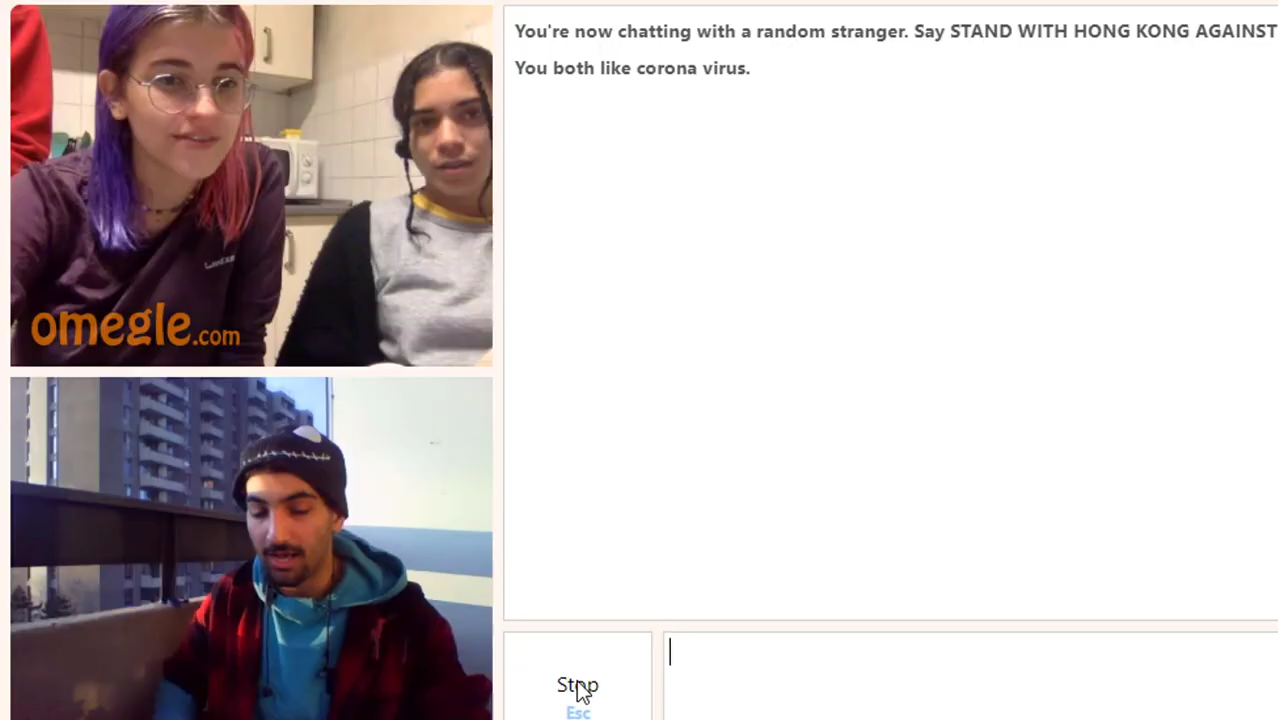 You're now chatting with a random stranger. Say STAND WITH HONG KONG AGAINST
You both like corona virus.
omegle.com
Stop
Esc